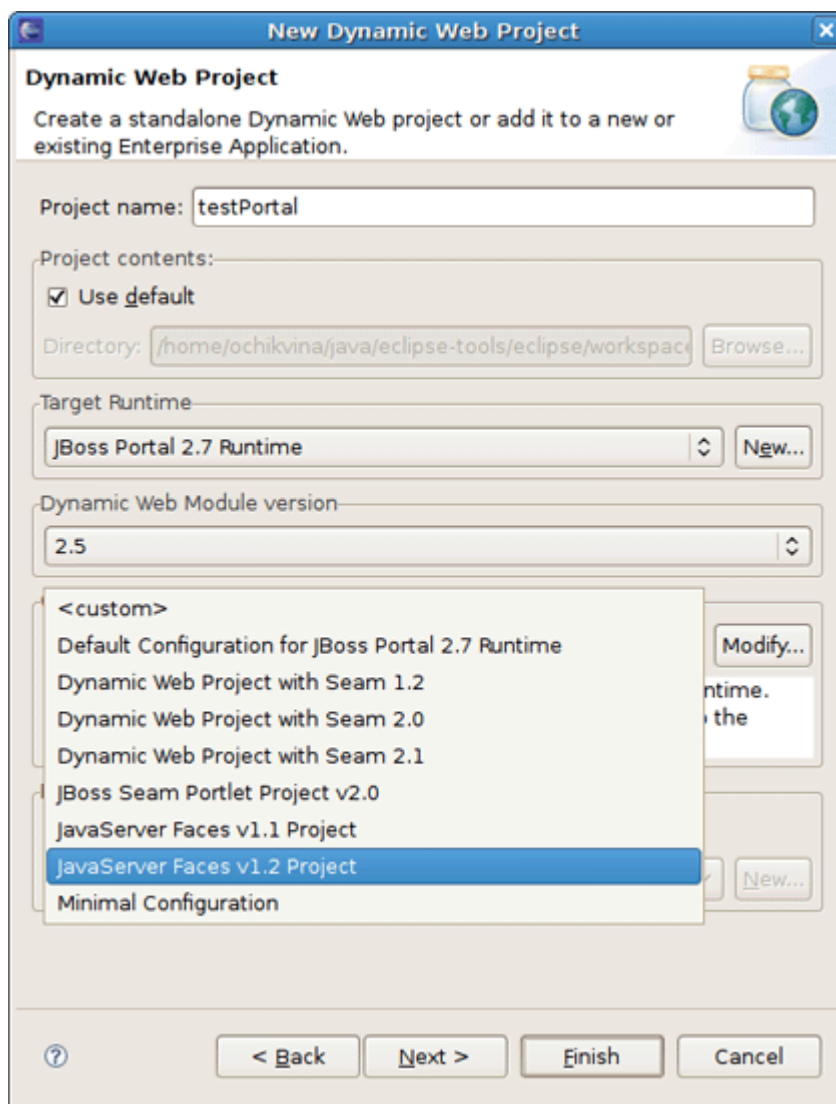 New Dynamic Web Project
Dynamic Web Project
Create a standalone Dynamic Web project or add it to a new or
existing Enterprise Application.
Project name: testPortal
Project contents:
Use default
Directory: /home/ochikvina/java/eclipse-tools/eclipse/workspace Browse...
Target Runtime
JBoss Portal 2.7 Runtime New...
Dynamic Web Module version
2.5
<custom>
Default Configuration for JBoss Portal 2.7 Runtime Modify...
Dynamic Web Project with Seam 1.2
ntime.
Dynamic Web Project with Seam 2.0
the
Dynamic Web Project with Seam 2.1
JBoss Seam Portlet Project v2.0
JavaServer Faces v1.1 Project
JavaServer Faces v1.2 Project
New...
Minimal Configuration
? < Back Next > Finish Cancel